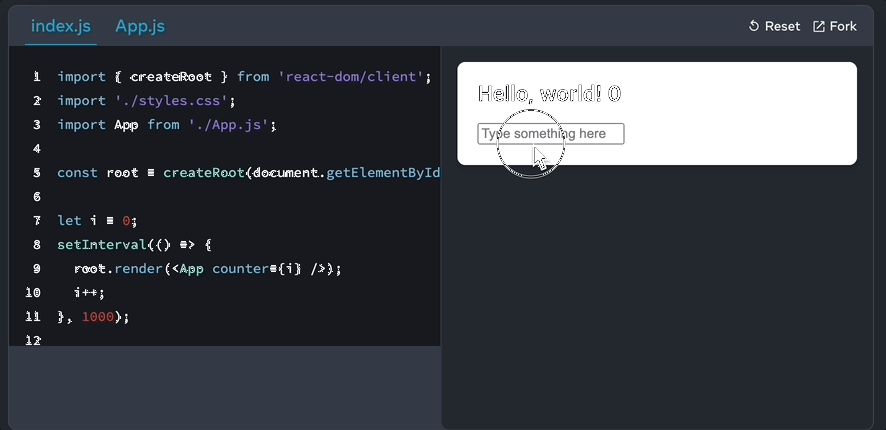 index.js App.js Reset Fork
1 import { createRoot } from 'react-dom/client';
2 import './styles.css';
3 import App from './App.js';
4
5 const root = createRoot(document.getElementById
6
7 let i = 0;
8 setInterval(() => {
9 root.render(<App counter={i} />);
10 i++;
11 }, 1000);
12
Hello, world! 0
Type something here